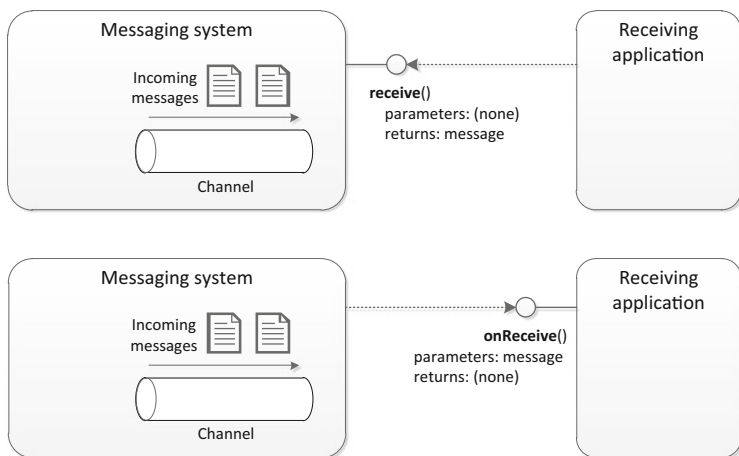 Messaging system
Receiving
application
Incoming
messages
receive()
parameters: (none)
returns: message
Channel
Messaging system
Receiving
application
Incoming
messages
onReceive()
parameters: message
returns: (none)
Channel